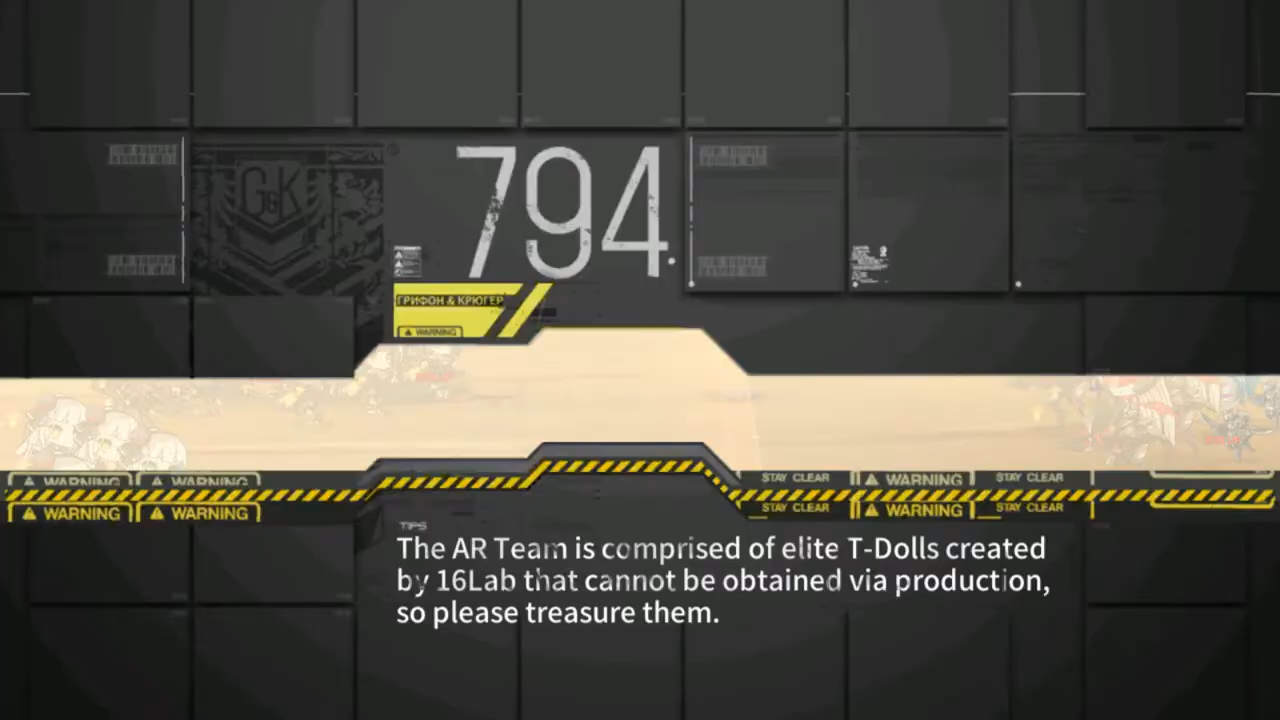 G&K
794.
ГРИФОН & КРЮГЕР
WARNING
WARNING WARNING
STAY CLEAR WARNING STAY CLEAR
WARNING WARNING
STAY CLEAR WARNING STAY CLEAR
TIPS
The AR Team is comprised of elite T-Dolls created
by 16Lab that cannot be obtained via production,
so please treasure them.